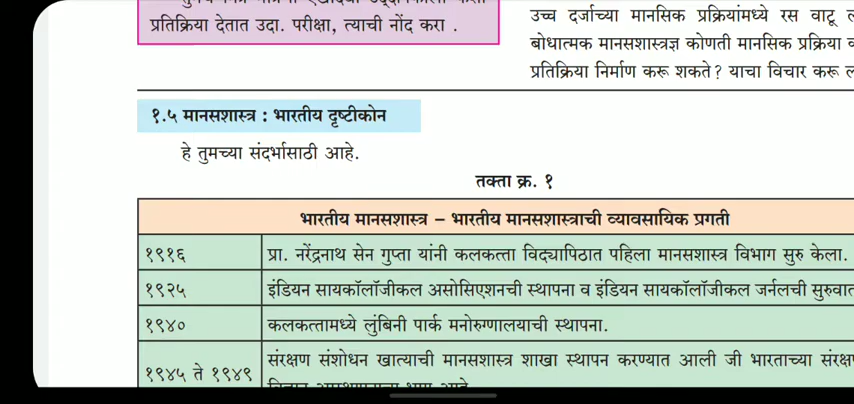 प्रतिक्रिया देतात उदा. परीक्षा, त्याची नोंद करा .
उच्च दर्जाच्या मानसिक प्रक्रियांमध्ये रस वाटू
बोधात्मक मानसशास्त्रज्ञ कोणती मानसिक प्रक्रिया
प्रतिक्रिया निर्माण करू शकते? याचा विचार करू
१.५ मानसशास्त्र : भारतीय दृष्टीकोन
हे तुमच्या संदर्भासाठी आहे.
तक्ता क्र. १
भारतीय मानसशास्त्र – भारतीय मानसशास्त्राची व्यावसायिक प्रगती
१९१६ प्रा. नरेंद्रनाथ सेन गुप्ता यांनी कलकत्ता विद्यापिठात पहिला मानसशास्त्र विभाग सुरु केला.
१९२५ इंडियन सायकॉलॉजीकल असोसिएशनची स्थापना व इंडियन सायकॉलॉजीकल जर्नलची सुरुवात
१९४० कलकत्तामध्ये लुंबिनी पार्क मनोरुग्णालयाची स्थापना.
१९४५ ते १९४९ संरक्षण संशोधन खात्याची मानसशास्त्र शाखा स्थापन करण्यात आली जी भारताच्या